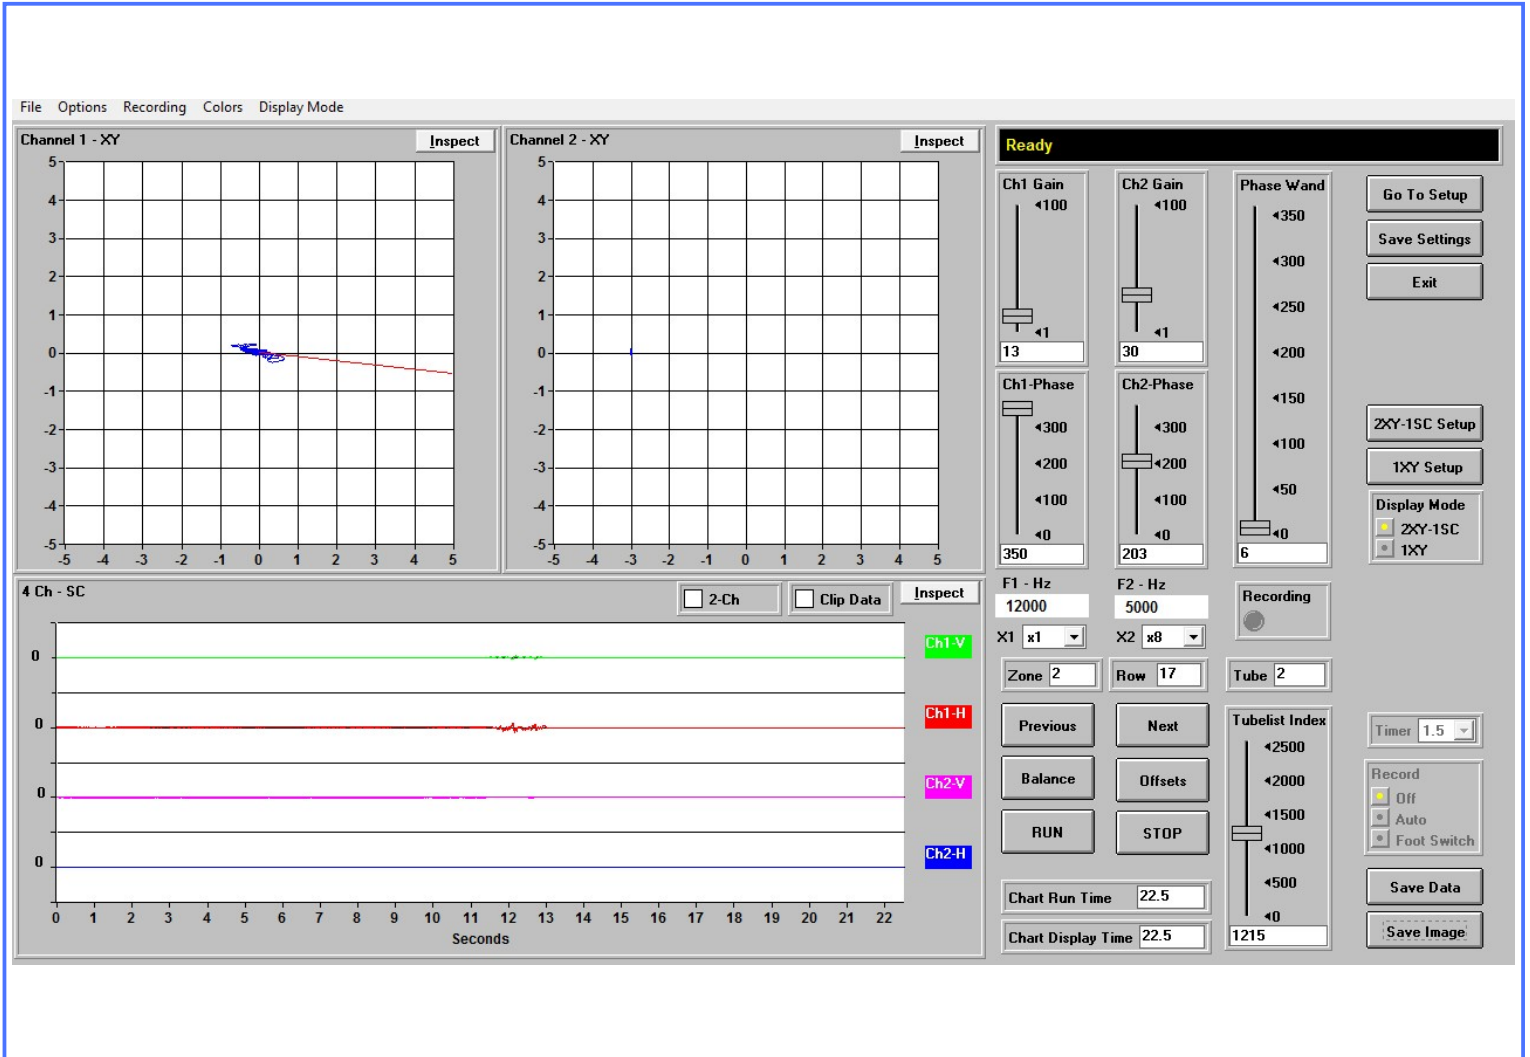 File Options Recording Colors Display Mode
Channel 1 - XY
Inspect
5
4
3
2
1
0
-1
-2
-3
-4
-5
-5 -4 -3 -2 -1 0 1 2 3 4 5
Channel 2 - XY
Inspect
5
4
3
2
1
0
-1
-2
-3
-4
-5
-5 -4 -3 -2 -1 0 1 2 3 4 5
4 Ch - SC
2-Ch
Clip Data
Inspect
0
Ch1-V
0
Ch1-H
0
Ch2-V
0
Ch2-H
0 1 2 3 4 5 6 7 8 9 10 11 12 13 14 15 16 17 18 19 20 21 22
Seconds
Ready
Ch1 Gain
100
1
13
Ch2 Gain
100
1
30
Phase Wand
350
300
250
200
150
100
50
0
6
Ch1-Phase
300
200
100
0
350
Ch2-Phase
300
200
100
0
203
Go To Setup
Save Settings
Exit
2XY-1SC Setup
1XY Setup
Display Mode
2XY-1SC
1XY
F1 - Hz
12000
F2 - Hz
5000
Recording
X1 x1
X2 x8
Zone 2
Row 17
Tube 2
Previous
Next
Balance
Offsets
RUN
STOP
Chart Run Time 22.5
Chart Display Time 22.5
Tubelist Index
2500
2000
1500
1000
500
0
1215
Timer 1.5
Record
Off
Auto
Foot Switch
Save Data
Save Image